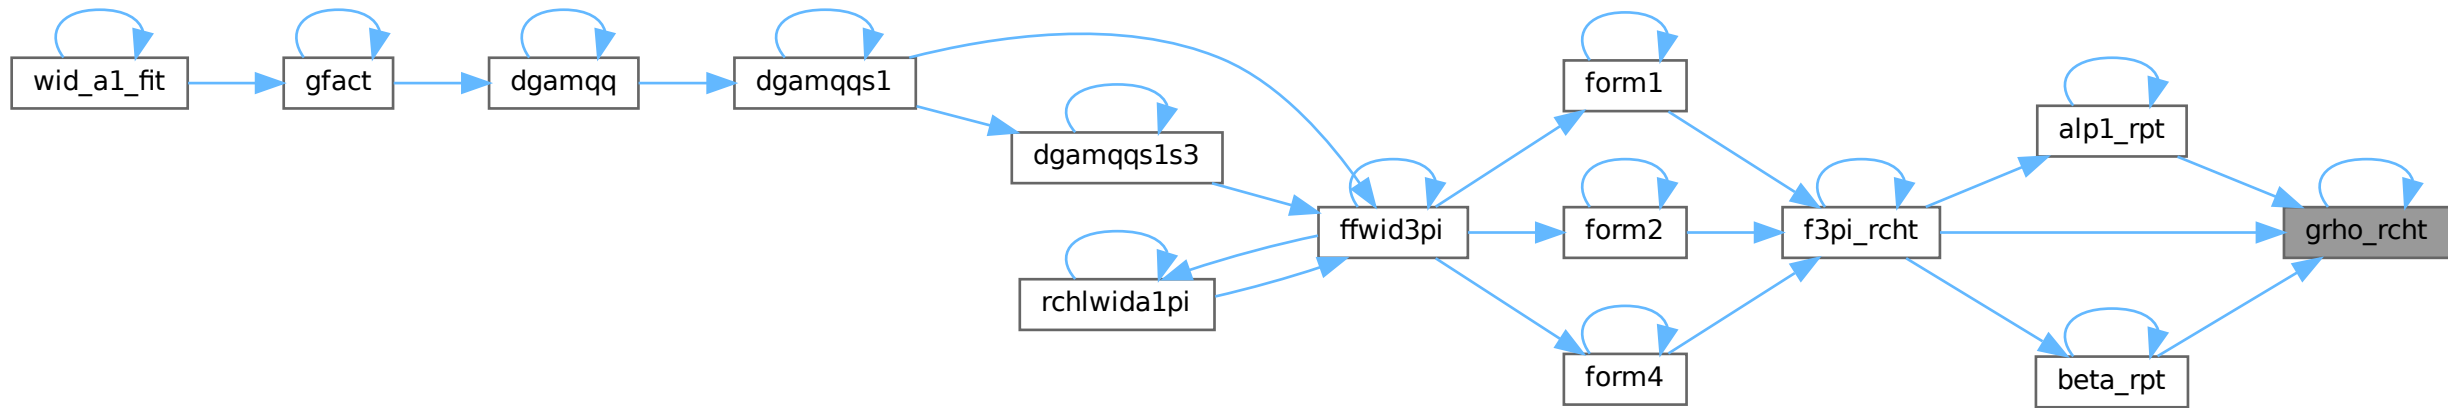 wid_a1_fit
gfact
dgamqq
dgamqqs1
dgamqqs1s3
rchlwida1pi
ffwid3pi
form1
form2
form4
f3pi_rcht
alp1_rpt
beta_rpt
grho_rcht